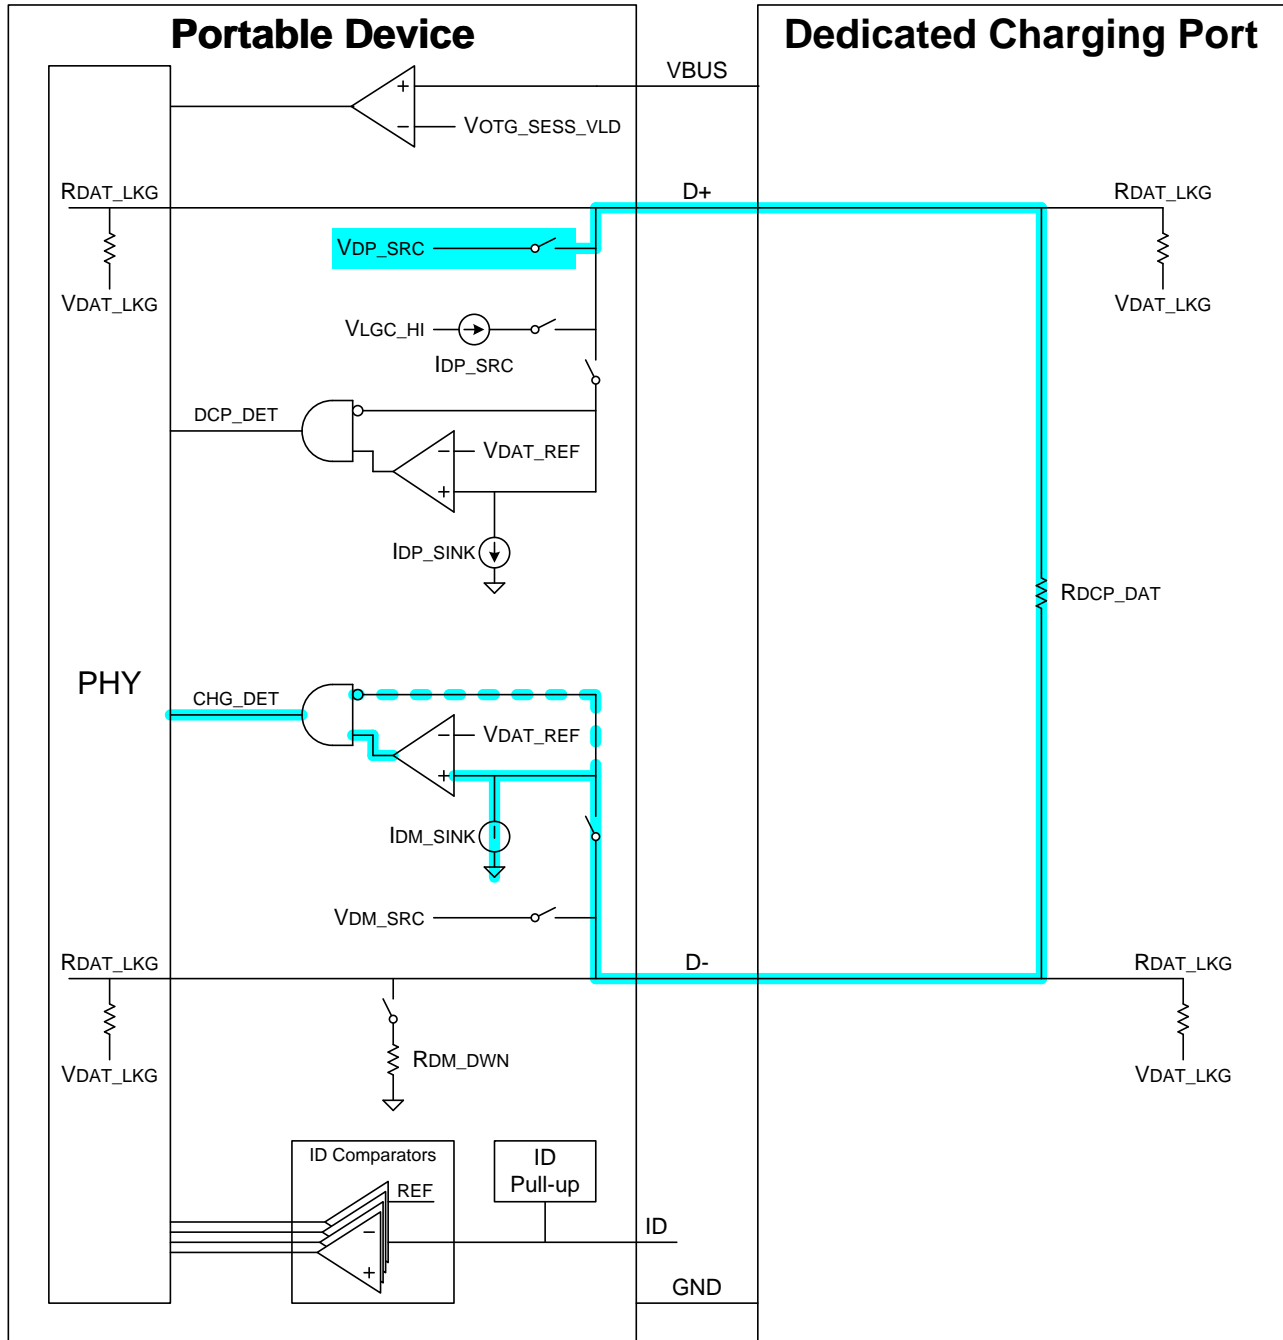 Portable Device
Dedicated Charging Port
VBUS
+
−
VOTG_SESS_VLD
RDAT_LKG
D+
RDAT_LKG
VDP_SRC
VDAT_LKG
VDAT_LKG
VLGC_HI
IDP_SRC
DCP_DET
−
VDAT_REF
+
IDP_SINK
RDCP_DAT
PHY
CHG_DET
−
VDAT_REF
+
IDM_SINK
VDM_SRC
RDAT_LKG
D-
RDAT_LKG
RDM_DWN
VDAT_LKG
VDAT_LKG
ID Comparators
REF
−
+
ID
Pull-up
ID
GND